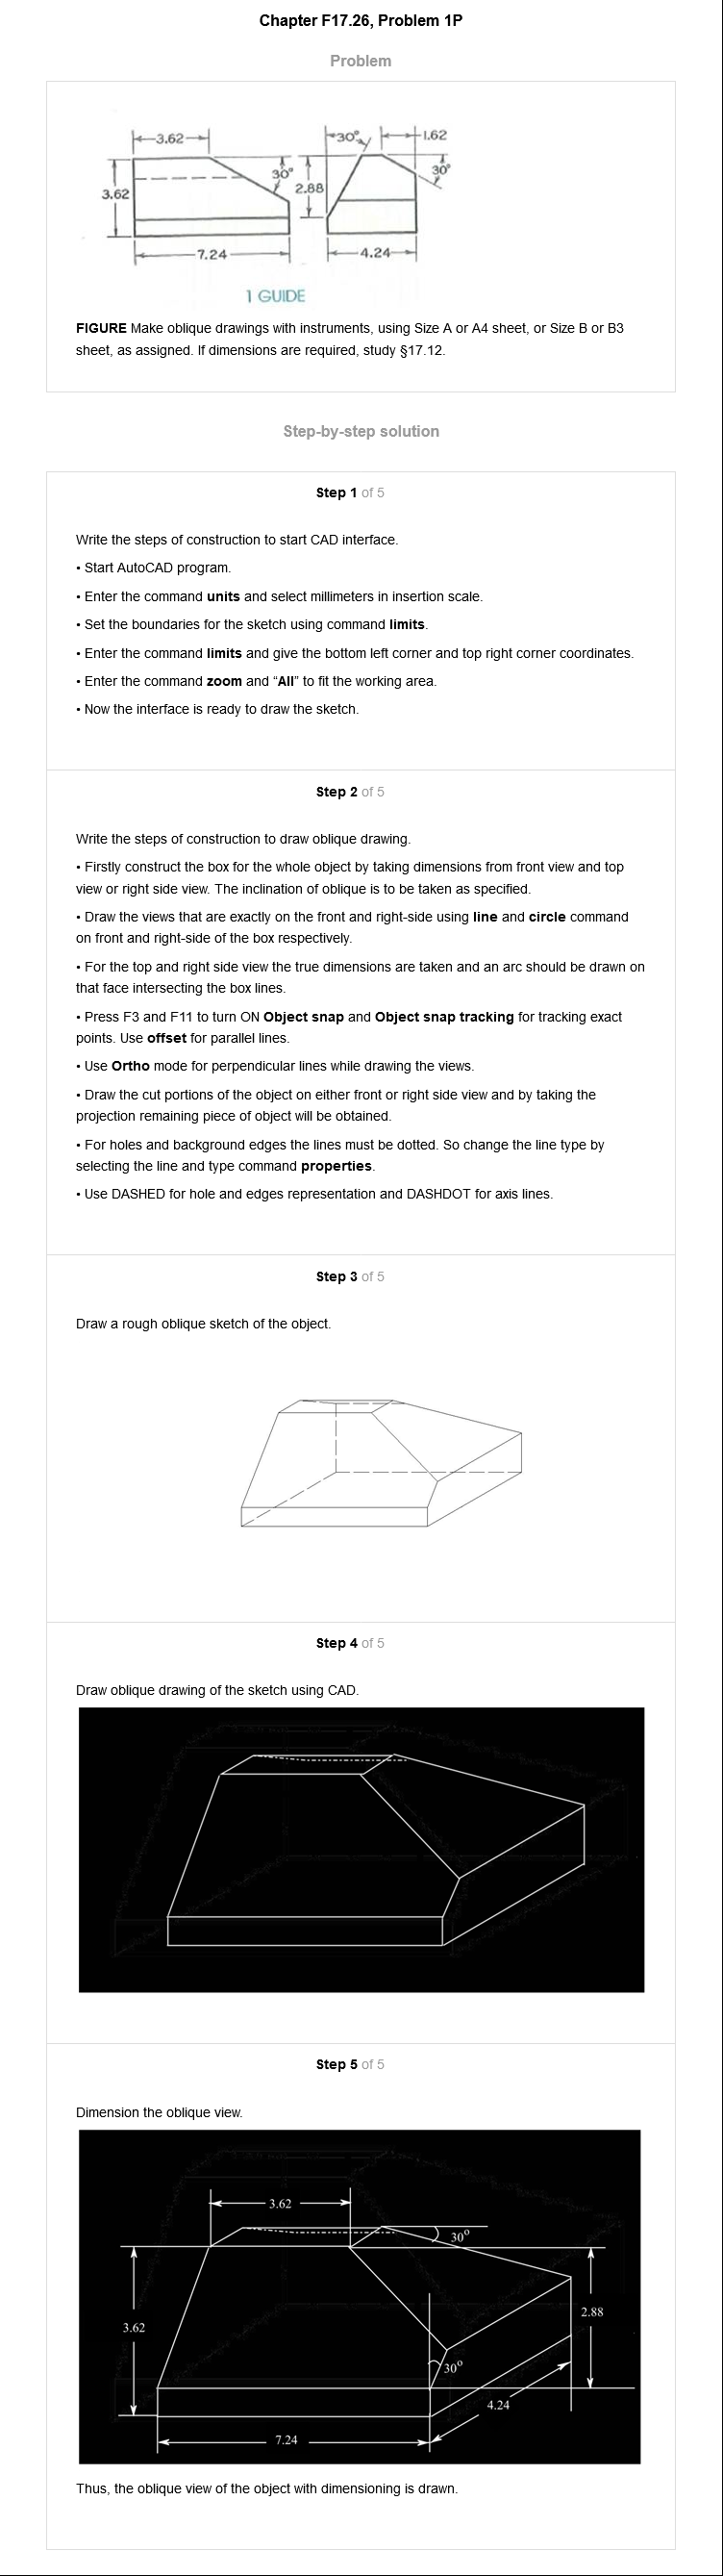 Chapter F17.26, Problem 1P
Problem
3.62
30°
1.62
3.62
30°
2.88
30°
7.24
4.24
1 GUIDE
FIGURE Make oblique drawings with instruments, using Size A or A4 sheet, or Size B or B3
sheet, as assigned. If dimensions are required, study §17.12.
Step-by-step solution
Step 1 of 5
Write the steps of construction to start CAD interface.
• Start AutoCAD program.
• Enter the command units and select millimeters in insertion scale.
• Set the boundaries for the sketch using command limits.
• Enter the command limits and give the bottom left corner and top right corner coordinates.
• Enter the command zoom and “All” to fit the working area.
• Now the interface is ready to draw the sketch.
Step 2 of 5
Write the steps of construction to draw oblique drawing.
• Firstly construct the box for the whole object by taking dimensions from front view and top
view or right side view. The inclination of oblique is to be taken as specified.
• Draw the views that are exactly on the front and right-side using line and circle command
on front and right-side of the box respectively.
• For the top and right side view the true dimensions are taken and an arc should be drawn on
that face intersecting the box lines.
• Press F3 and F11 to turn ON Object snap and Object snap tracking for tracking exact
points. Use offset for parallel lines.
• Use Ortho mode for perpendicular lines while drawing the views.
• Draw the cut portions of the object on either front or right side view and by taking the
projection remaining piece of object will be obtained.
• For holes and background edges the lines must be dotted. So change the line type by
selecting the line and type command properties.
• Use DASHED for hole and edges representation and DASHDOT for axis lines.
Step 3 of 5
Draw a rough oblique sketch of the object.
Step 4 of 5
Draw oblique drawing of the sketch using CAD.
Step 5 of 5
Dimension the oblique view.
3.62
30°
2.88
3.62
30°
4.24
7.24
Thus, the oblique view of the object with dimensioning is drawn.